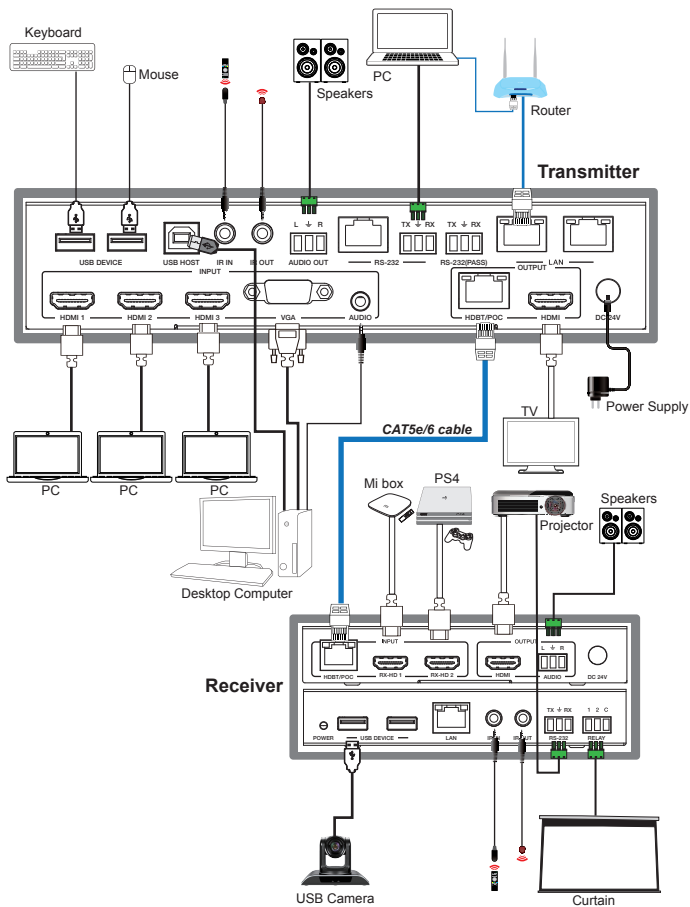 Keyboard
Mouse
Speakers
PC
Router
Transmitter
L R
TX RX TX RX
USB DEVICE USB HOST IR IN IR OUT AUDIO OUT RS-232 RS-232(PASS) LAN
INPUT OUTPUT
HDMI 1 HDMI 2 HDMI 3 VGA AUDIO HDBT/POC HDMI DC 24V
Power Supply
TV
CAT5e/6 cable
PC PC PC
Mi box
PS4
Projector
Speakers
Desktop Computer
Receiver
INPUT OUTPUT
L R
HDBT/POC RX-HD 1 RX-HD 2 HDMI AUDIO DC 24V
TX RX 1 2 C
POWER USB DEVICE LAN IR IN IR OUT RS-232 RELAY
USB Camera
Curtain